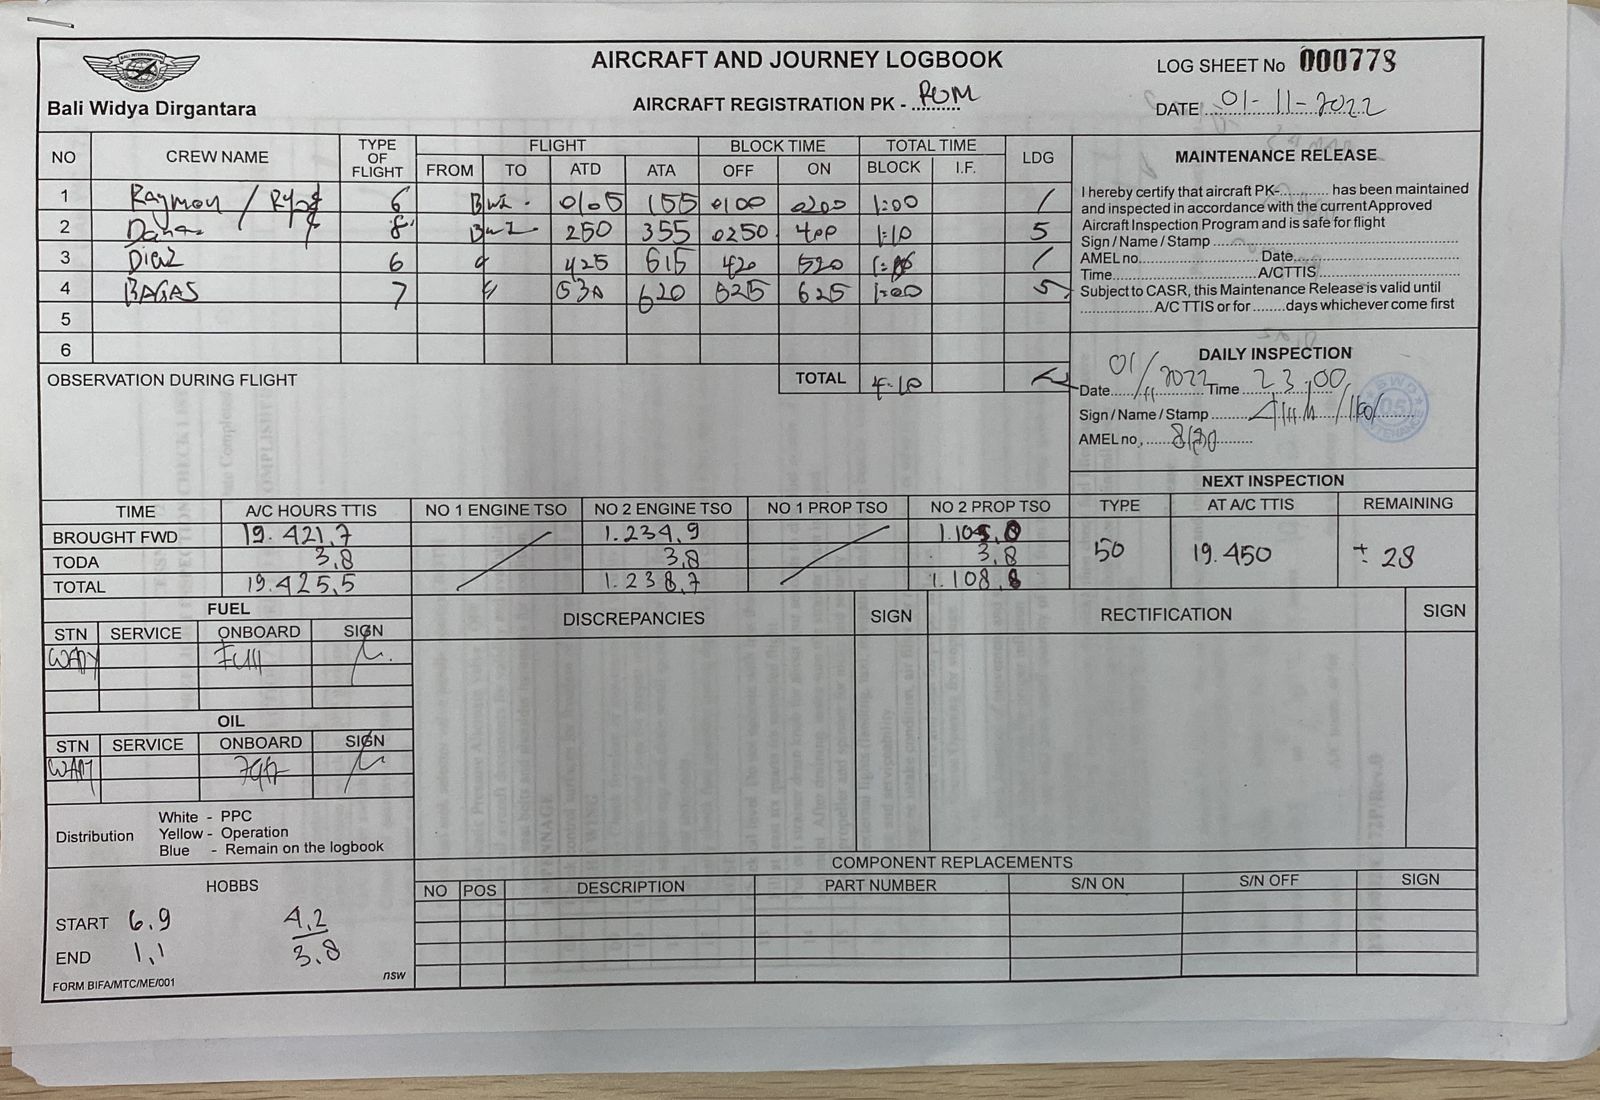 AIRCRAFT AND JOURNEY LOGBOOK
LOG SHEET No 000778
Bali Widya Dirgantara
AIRCRAFT REGISTRATION PK - ROM
DATE 01-11-2022
NO CREW NAME TYPE OF FLIGHT FLIGHT BLOCK TIME TOTAL TIME LDG
FROM TO ATD ATA OFF ON BLOCK I.F.
1 6 BWI 0105 155 0100 0200 1:00 1
2 8 BWI 250 355 0250 400 1:10 5
3 Diaz 6 425 515 420 520 1
4 BAGAS 7 530 620 525 625 1:00 5
5
6
TOTAL 4-10
MAINTENANCE RELEASE
I hereby certify that aircraft PK-............ has been maintained
and inspected in accordance with the current Approved
Aircraft Inspection Program and is safe for flight
Sign / Name / Stamp
AMEL no. Date
Time A/CTTIS
Subject to CASR, this Maintenance Release is valid until
A/C TTIS or for ........days whichever come first
OBSERVATION DURING FLIGHT
DAILY INSPECTION
Date 01/11/2022 Time 23.00
Sign / Name / Stamp
AMEL no,
NEXT INSPECTION
TYPE AT A/C TTIS REMAINING
50 19.450 ± 28
TIME A/C HOURS TTIS NO 1 ENGINE TSO NO 2 ENGINE TSO NO 1 PROP TSO NO 2 PROP TSO
BROUGHT FWD 19.421,7 1.234,9 1.105,0
TODA 3,8 3,8 3,8
TOTAL 19.425,5 1.238,7 1.108,8
FUEL
STN SERVICE ONBOARD SIGN
WADY Full
OIL
STN SERVICE ONBOARD SIGN
WADY 7qt
Distribution
White - PPC
Yellow - Operation
Blue - Remain on the logbook
DISCREPANCIES SIGN RECTIFICATION SIGN
HOBBS
START 6.9 4.2
END 1.1 3.8
nsw
FORM BIFA/MTC/ME/001
COMPONENT REPLACEMENTS
NO POS DESCRIPTION PART NUMBER S/N ON S/N OFF SIGN